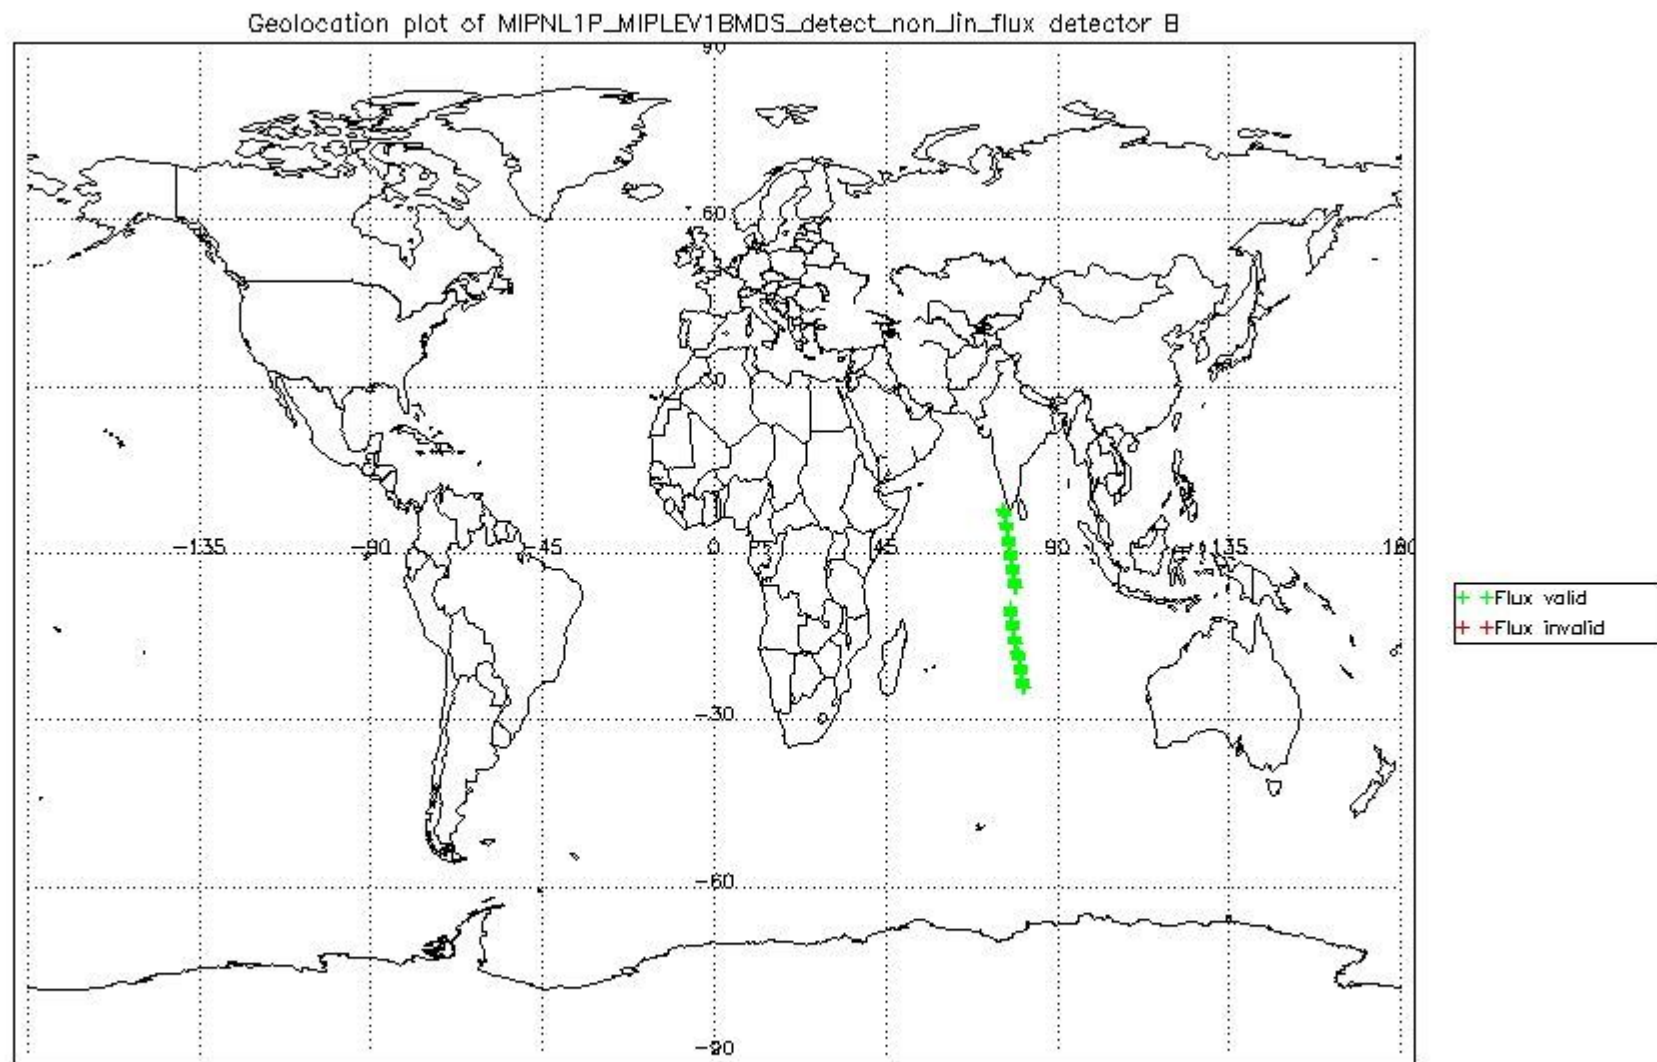 Geolocation plot of MIPNL1P_MIPLEV1BMDS_detect_non_lin_flux detector B
90
60
30
-135 -90 -45 0 45 90 135 180
-30
-60
-90
Flux valid
Flux invalid